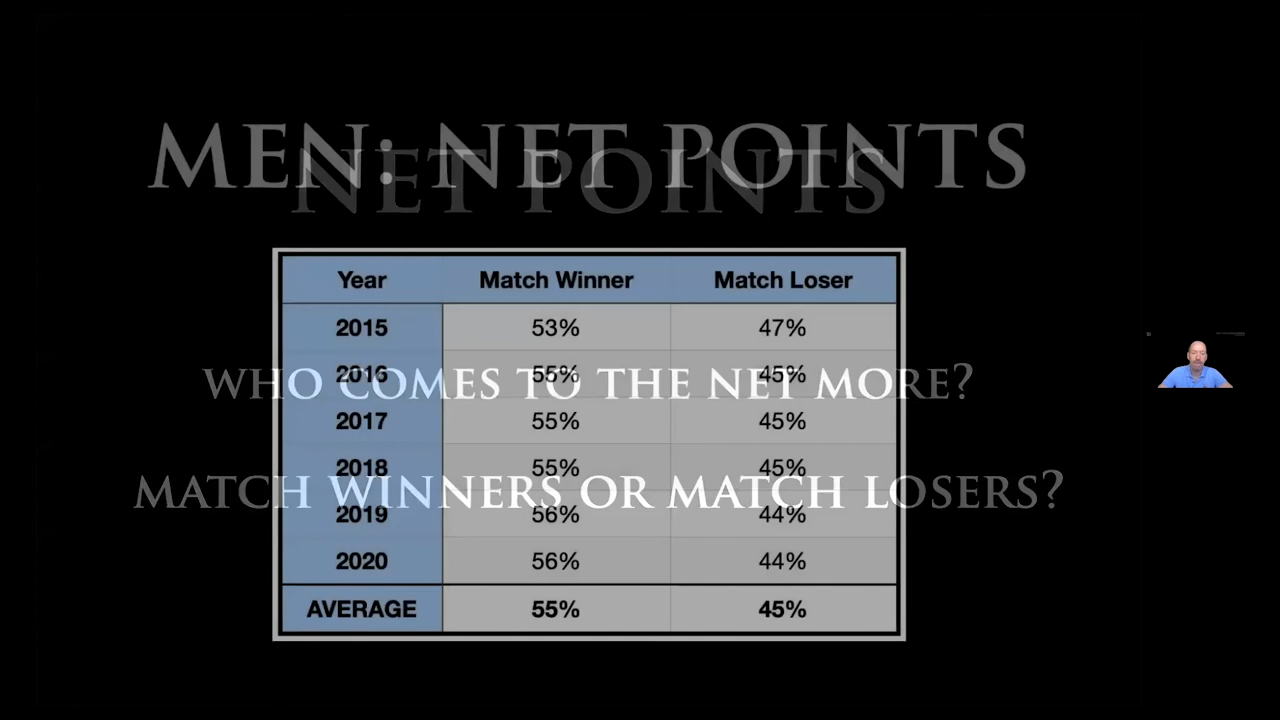 MEN: NET POINTS
NET POINTS
Year Match Winner Match Loser
2015 53% 47%
2016 55% 45%
WHO COMES TO THE NET MORE?
2017 55% 45%
2018 55% 45%
MATCH WINNERS OR MATCH LOSERS?
2019 56% 44%
2020 56% 44%
AVERAGE 55% 45%